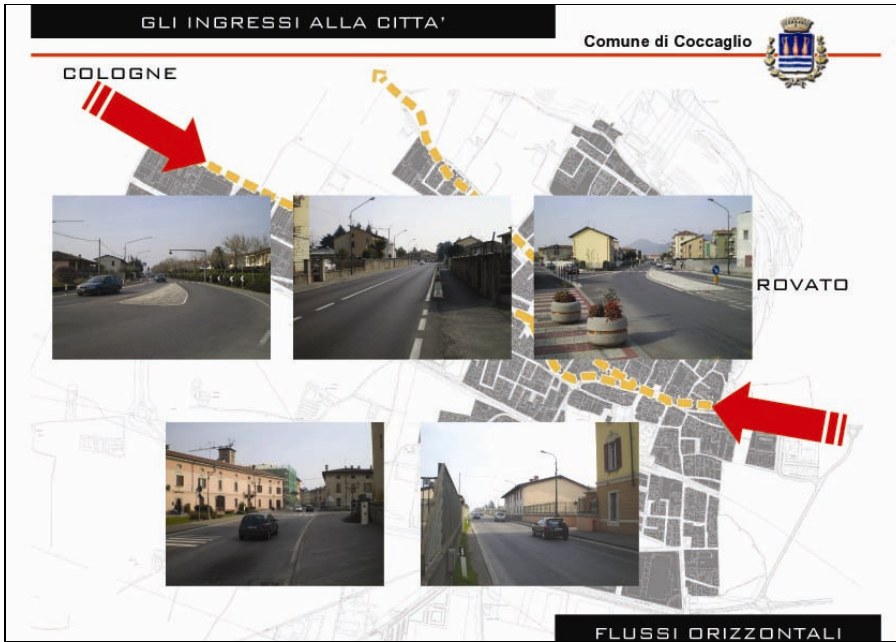 GLI INGRESSI ALLA CITTA'
Comune di Coccaglio
COLOGNE
ROVATO
FLUSSI ORIZZONTALI